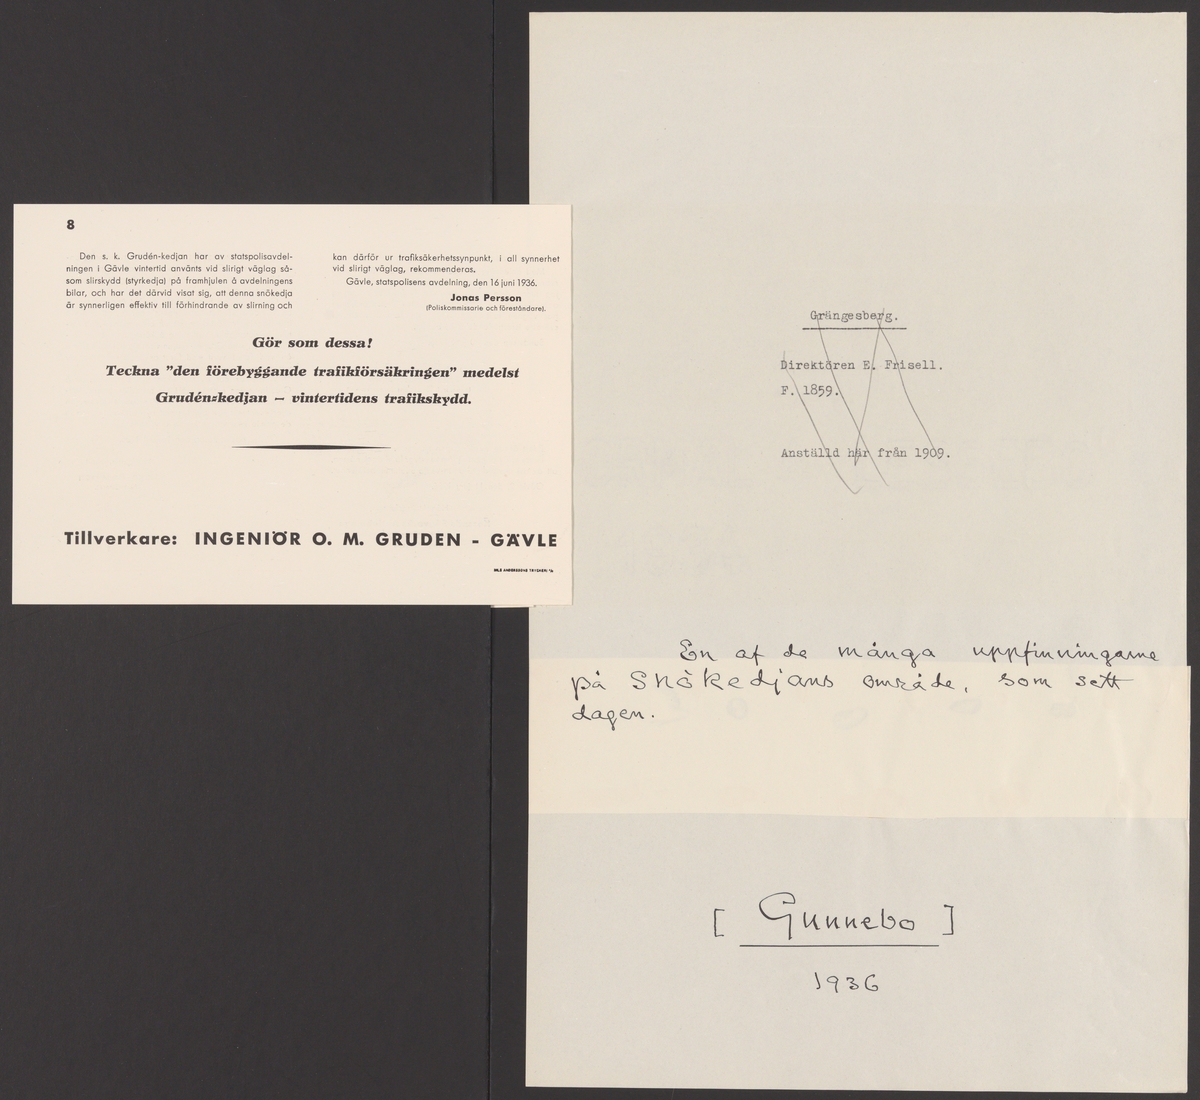 8
Den s. k. Grudén-kedjan har av statspolisavdel-
ningen i Gävle vintertid använts vid slirigt väglag så-
som slirskydd (styrkedja) på framhjulen å avdelningens
bilar, och har det därvid visat sig, att denna snökedja
är synnerligen effektiv till förhindrande av slirning och
kan därför ur trafiksäkerhetssynpunkt, i all synnerhet
vid slirigt väglag, rekommenderas.
Gävle, statspolisens avdelning, den 16 juni 1936.
Jonas Persson
(Poliskommissarie och föreståndare).
Gör som dessa!
Teckna "den förebyggande trafikförsäkringen" medelst
Grudén-kedjan — vintertidens trafikskydd.
Tillverkare: INGENIÖR O. M. GRUDEN - GÄVLE
NILS ANDERSSONS TRYCKERI
Grängesberg.
Direktören E. Frisell.
F. 1859.
Anställd här från 1909.
En af de många uppfinningarne
på Snökedjans område, som sett
dagen.
[ Gunnebo ]
1936